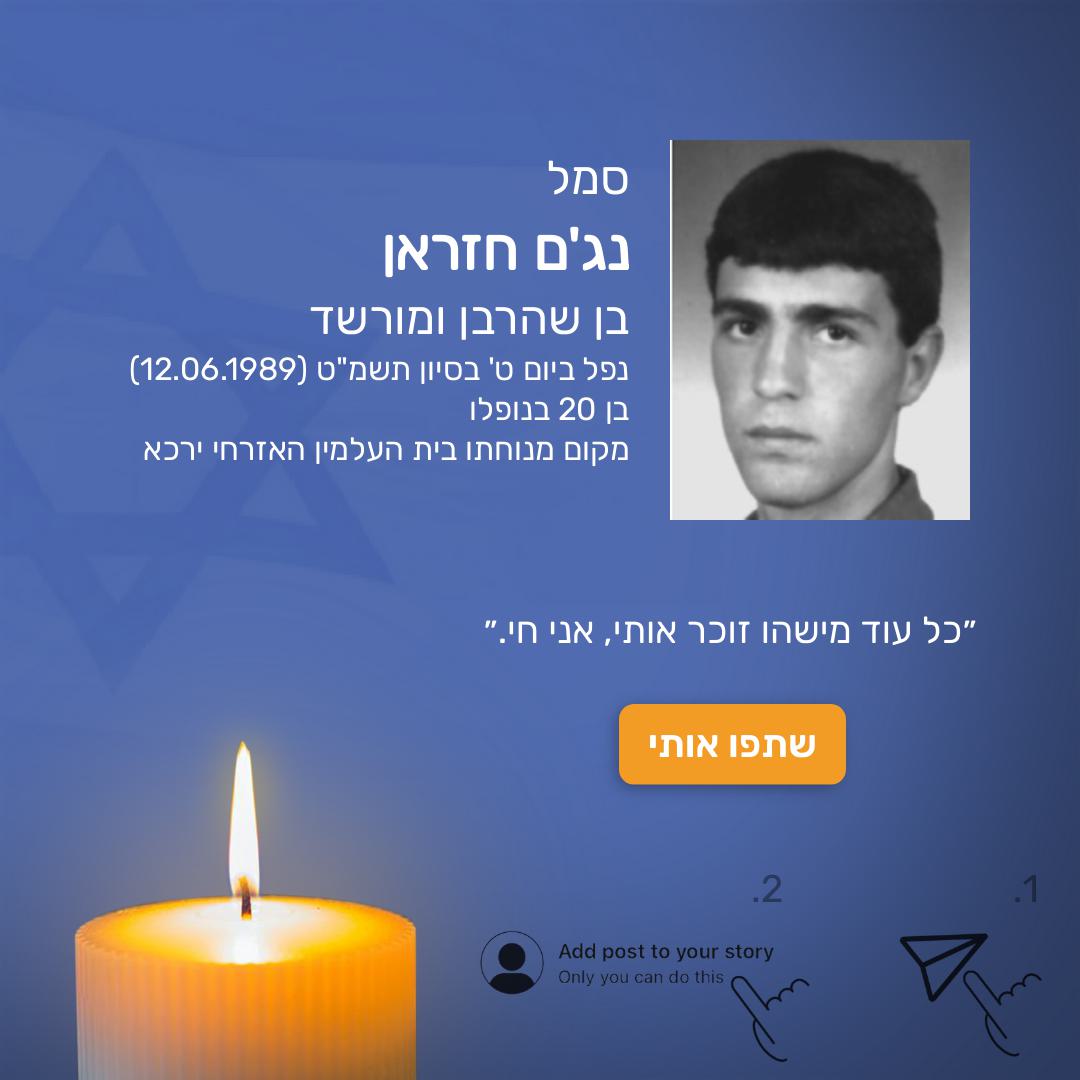 סמל
נג'ם חזראן
בן שהרבן ומורשד
נפל ביום ט' בסיון תשמ"ט (12.06.1989)
בן 20 בנופלו
מקום מנוחתו בית העלמין האזרחי ירכא
״כל עוד מישהו זוכר אותי, אני חי.״
שתפו אותי
1.
2.
Add post to your story
Only you can do this